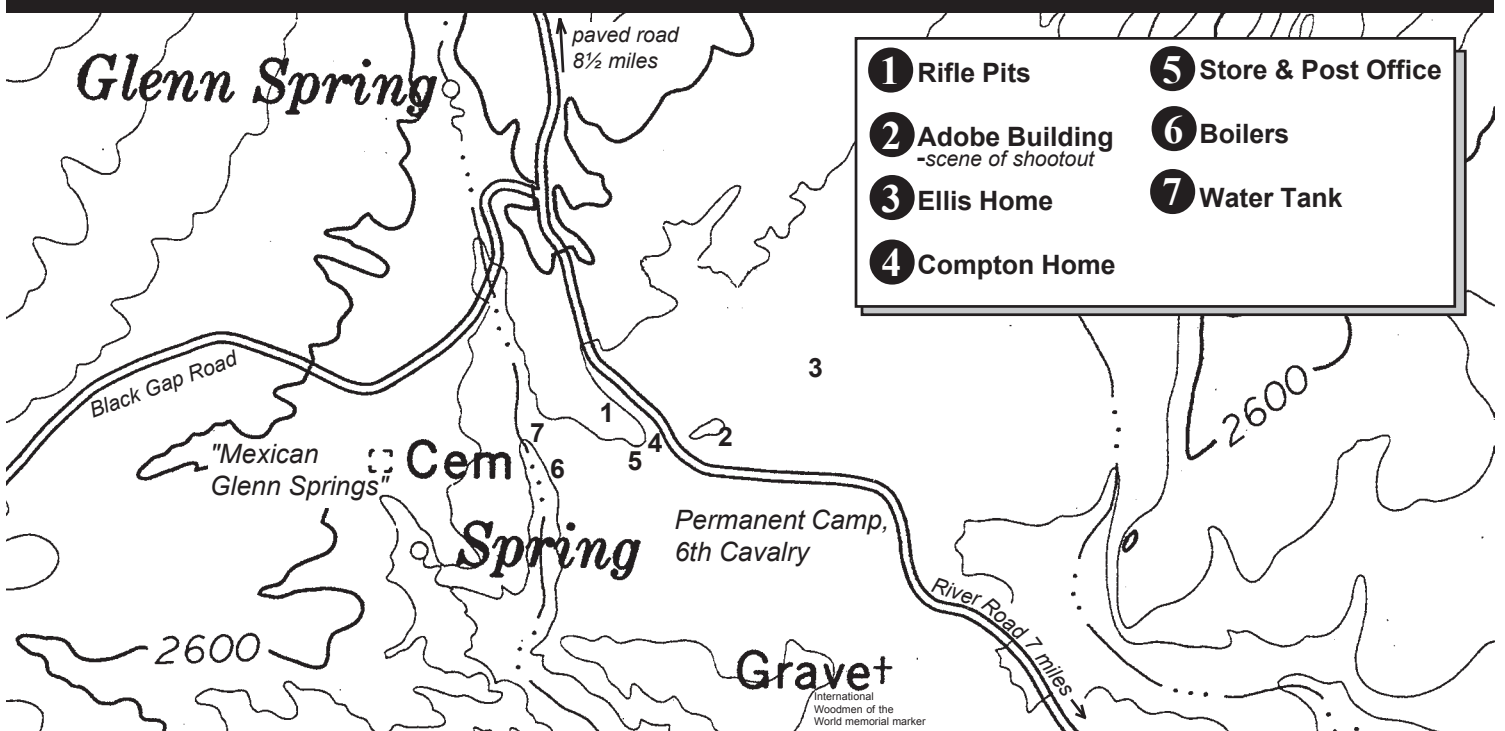 paved road
8½ miles
Glenn Spring
1 Rifle Pits
2 Adobe Building
-scene of shootout
3 Ellis Home
4 Compton Home
5 Store & Post Office
6 Boilers
7 Water Tank
Black Gap Road
3
2600
1
2
7
4
5
6
"Mexican
Glenn Springs"
Cem
Spring
Permanent Camp,
6th Cavalry
River Road 7 miles
2600
Grave
International
Woodmen of the
World memorial marker